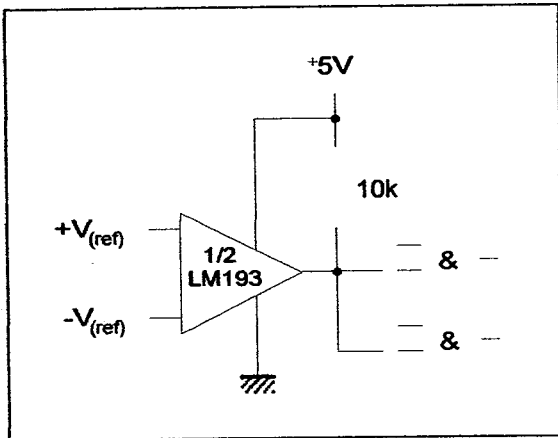 +5V
10k
+V(ref)
1/2
LM193
&
-V(ref)
&